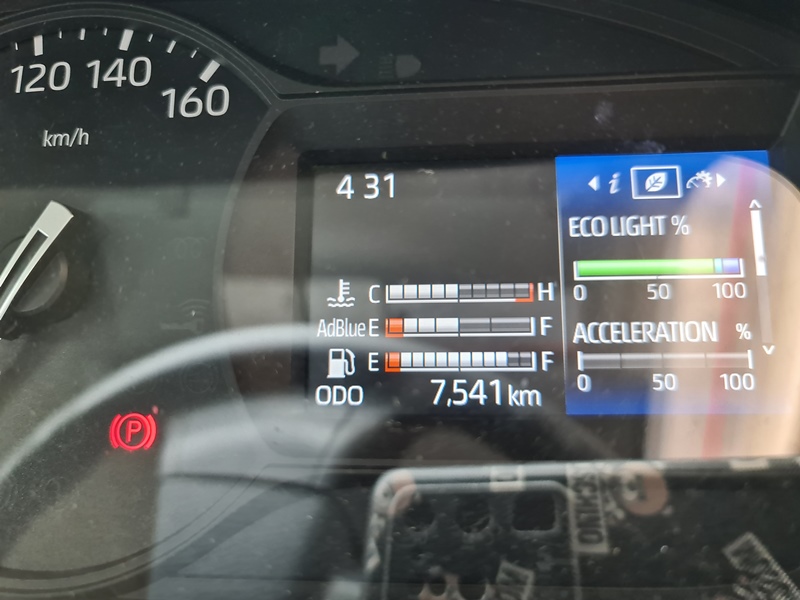 120 140 160
km/h
4 31
i
ECO LIGHT %
0 50 100
C H
AdBlue E F
E F
ACCELERATION %
0 50 100
ODO 7,541 km
(P)